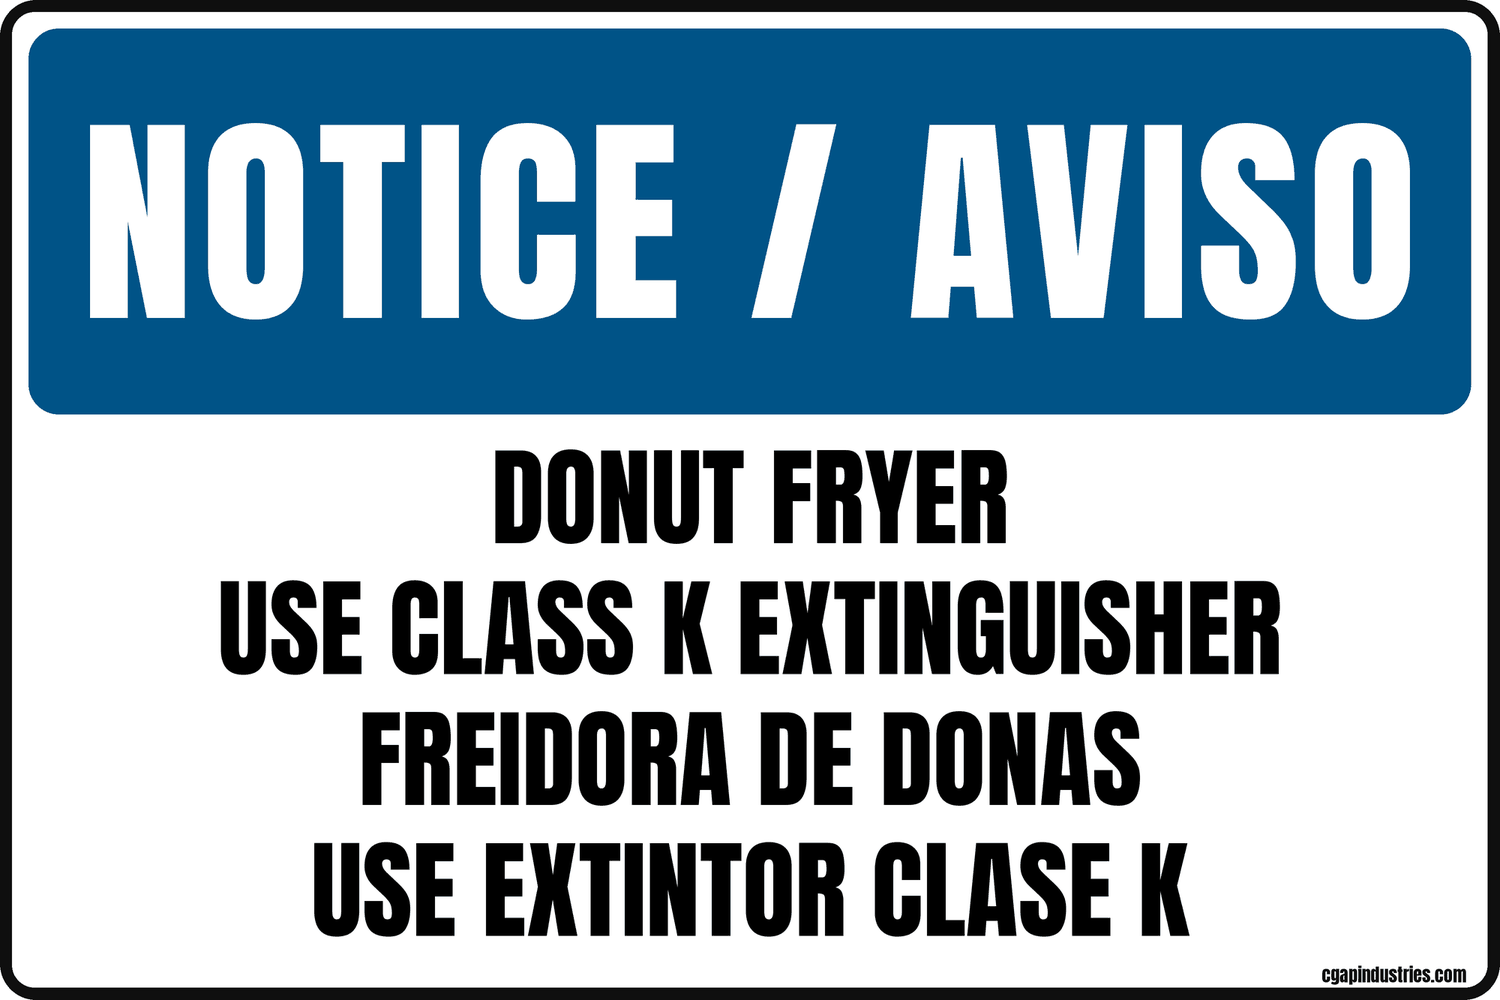 NOTICE / AVISO
DONUT FRYER
USE CLASS K EXTINGUISHER
FREIDORA DE DONAS
USE EXTINTOR CLASE K
cgapindustries.com